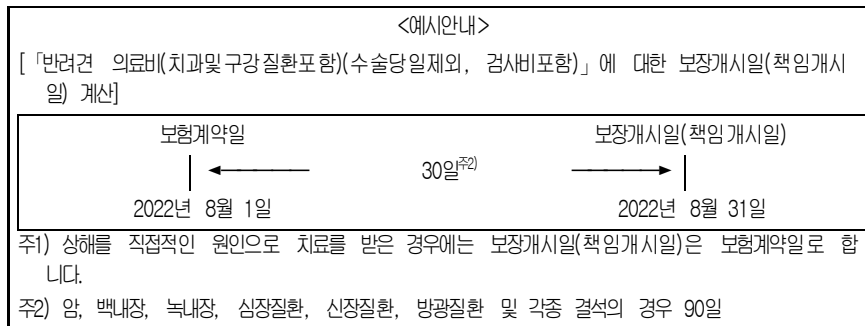 <예시안내>
[「반려견 의료비(치과및구강질환포함)(수술당일제외, 검사비포함)」에 대한 보장개시일(책임개시
일) 계산]
보험계약일 보장개시일(책임개시일)
30일주2)
2022년 8월 1일 2022년 8월 31일
주1) 상해를 직접적인 원인으로 치료를 받은 경우에는 보장개시일(책임개시일)은 보험계약일로 합
니다.
주2) 암, 백내장, 녹내장, 심장질환, 신장질환, 방광질환 및 각종 결석의 경우 90일